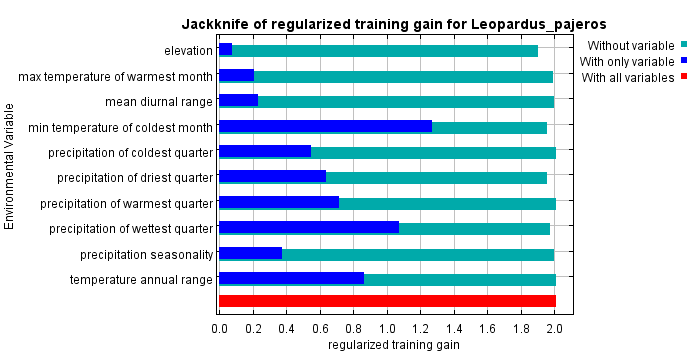 Jackknife of regularized training gain for Leopardus_pajeros
Without variable
With only variable
With all variables
Environmental Variable
elevation
max temperature of warmest month
mean diurnal range
min temperature of coldest month
precipitation of coldest quarter
precipitation of driest quarter
precipitation of warmest quarter
precipitation of wettest quarter
precipitation seasonality
temperature annual range
0.0 0.2 0.4 0.6 0.8 1.0 1.2 1.4 1.6 1.8 2.0
regularized training gain